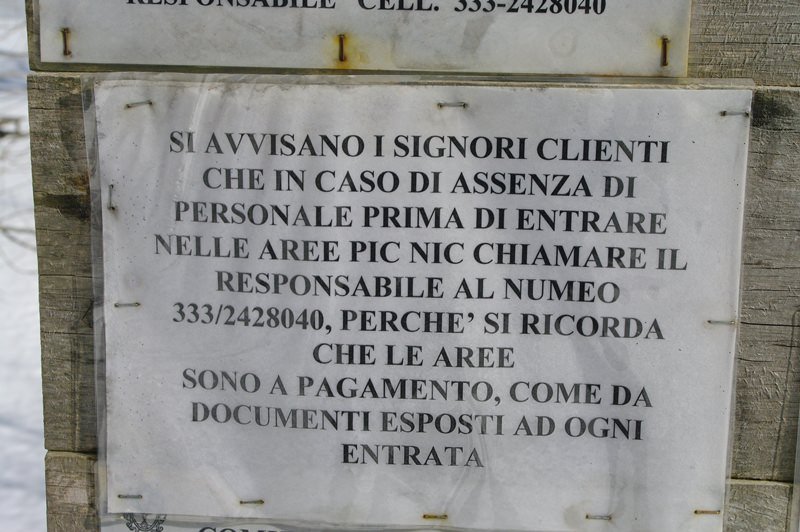 RESPONSABILE CELL. 333-2428040
SI AVVISANO I SIGNORI CLIENTI
CHE IN CASO DI ASSENZA DI
PERSONALE PRIMA DI ENTRARE
NELLE AREE PIC NIC CHIAMARE IL
RESPONSABILE AL NUMEO
333/2428040, PERCHE' SI RICORDA
CHE LE AREE
SONO A PAGAMENTO, COME DA
DOCUMENTI ESPOSTI AD OGNI
ENTRATA